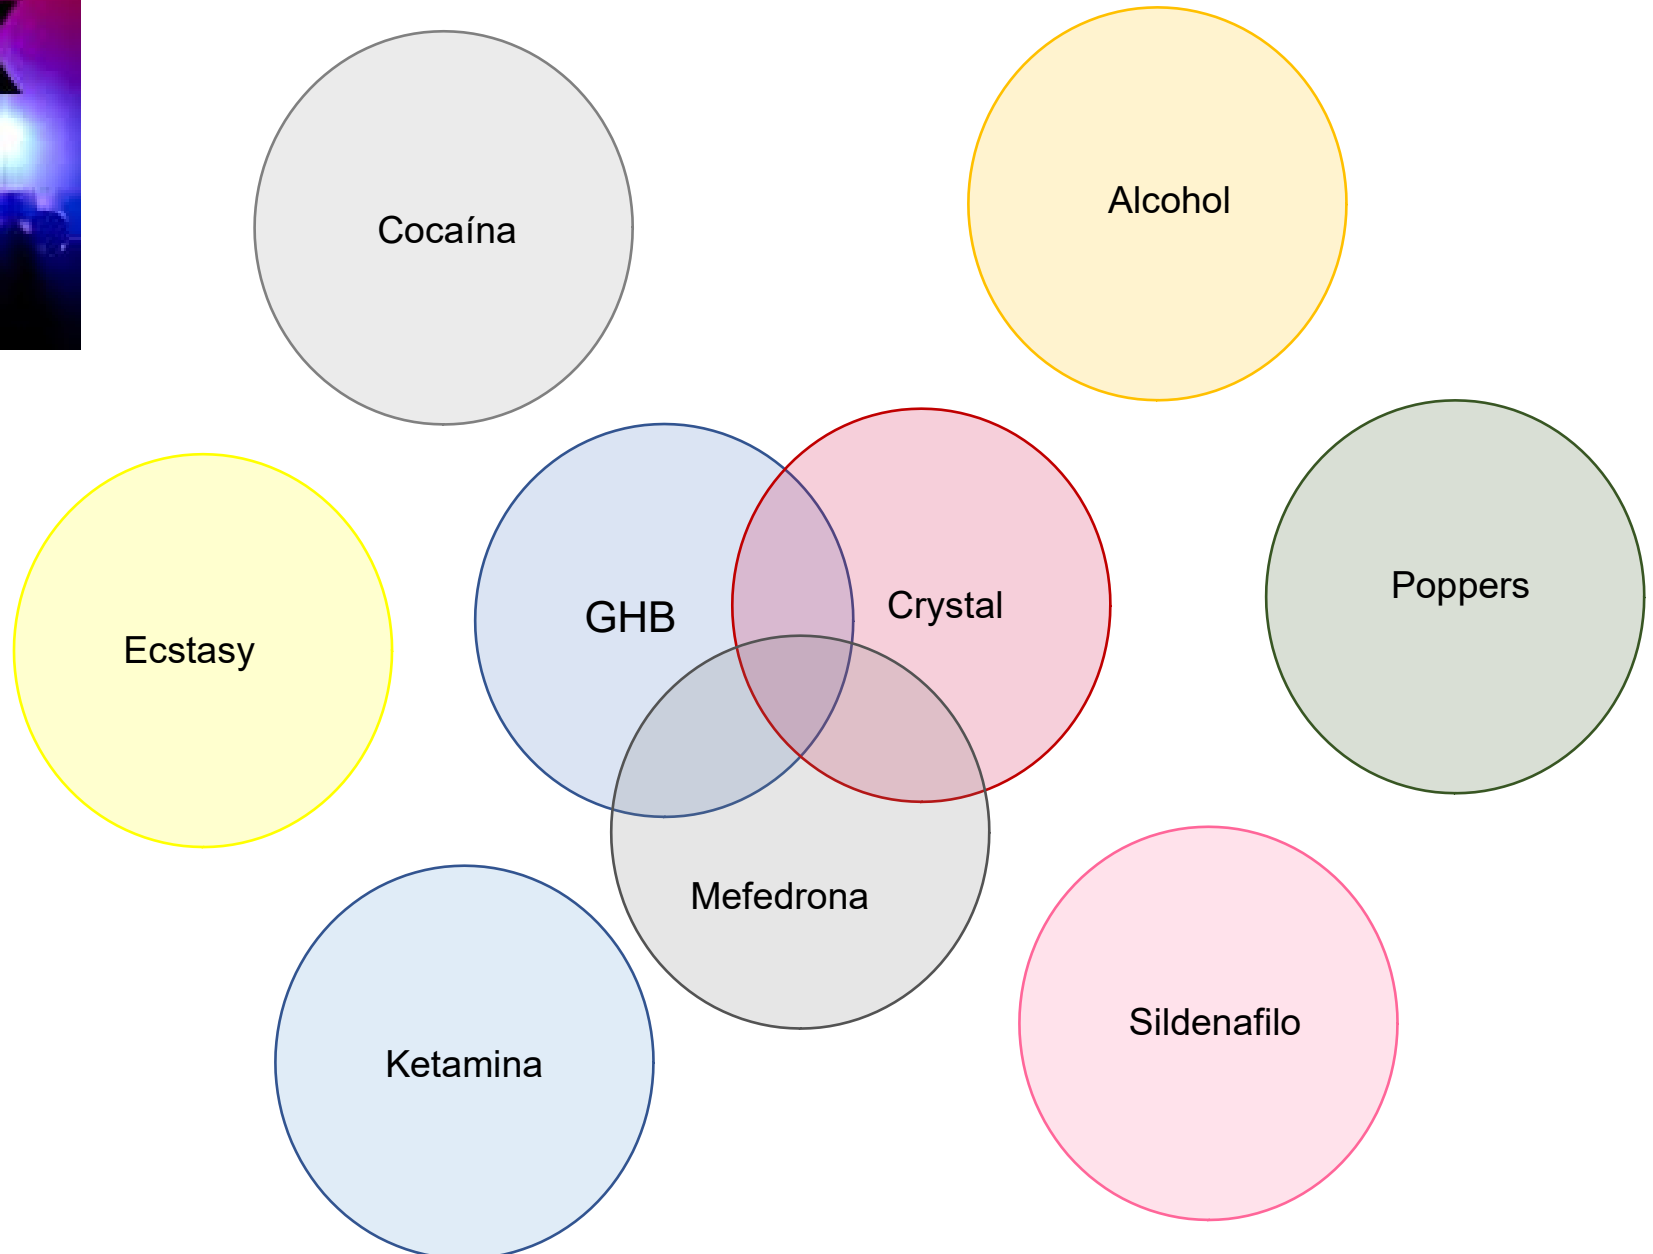 Cocaína
Alcohol
GHB
Crystal
Poppers
Ecstasy
Mefedrona
Ketamina
Sildenafilo